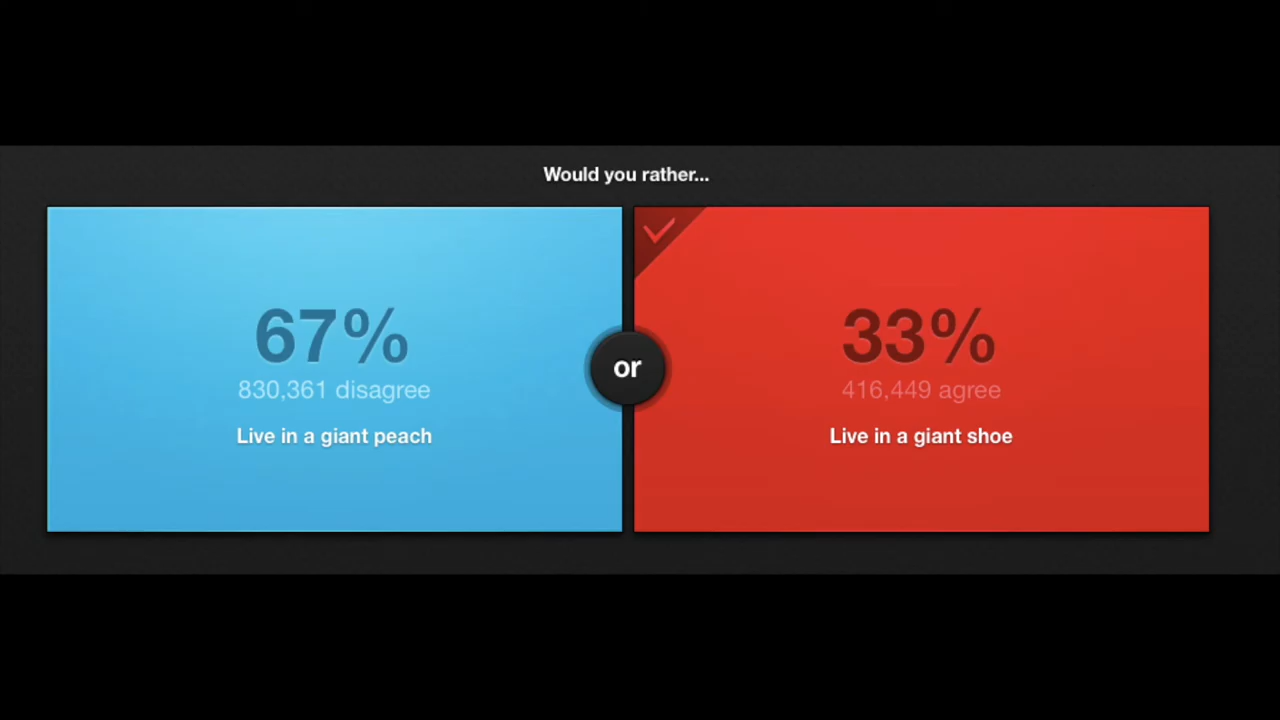 Would you rather...
67%
830,361 disagree
Live in a giant peach
or
33%
416,449 agree
Live in a giant shoe